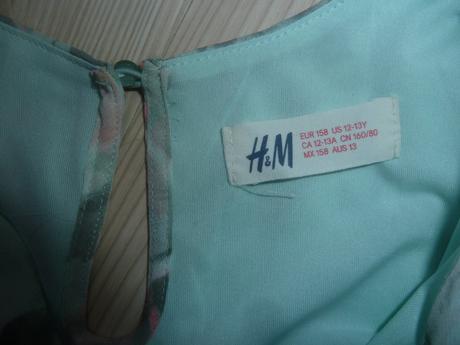 H&M
EUR 158 US 12-13Y
CA 12-13A CN 160/80
MX 158 AUS 13